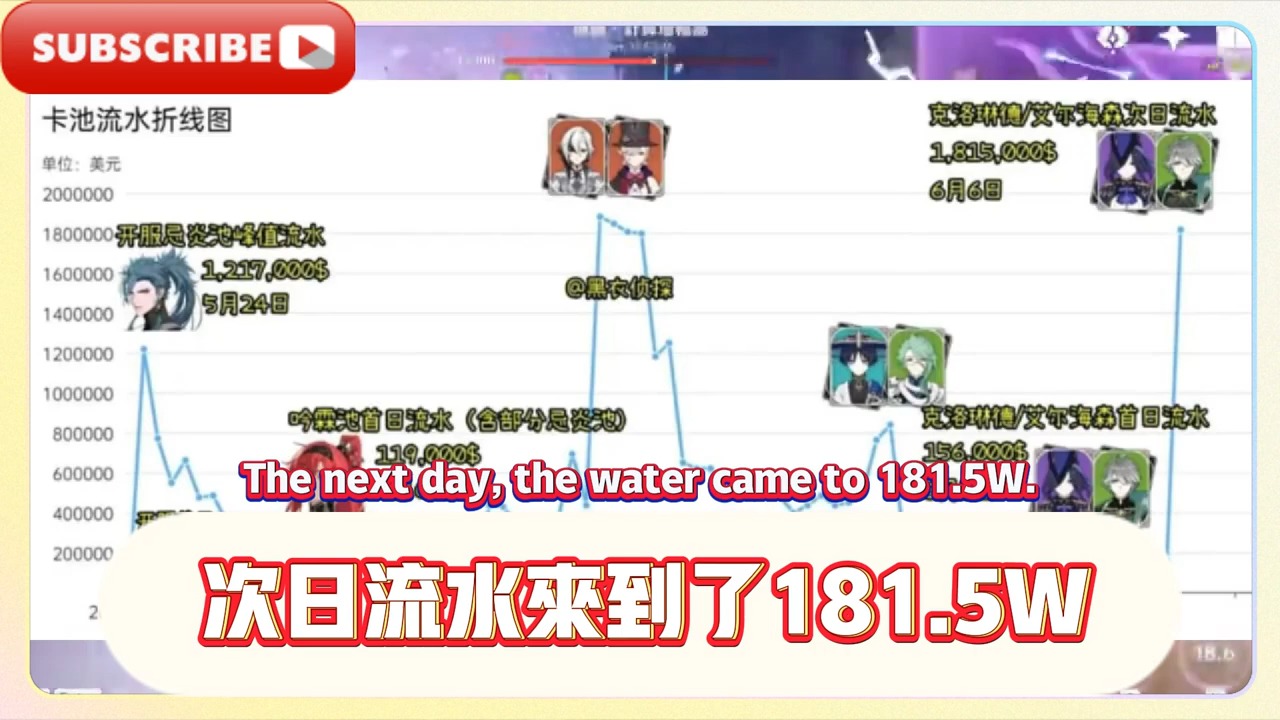 SUBSCRIBE
卡池流水折线图
单位：美元
2000000
1800000
1600000
1400000
1200000
1000000
800000
600000
400000
200000
开服忌炎池峰值流水
1,217,000$
5月24日
@黑衣侦探
克洛琳德/艾尔海森次日流水
1,815,000$
6月6日
吟霖池首日流水（含部分忌炎池）
119,000$
克洛琳德/艾尔海森首日流水
156,000$
The next day, the water came to 181.5W.
次日流水來到了181.5W
18.6